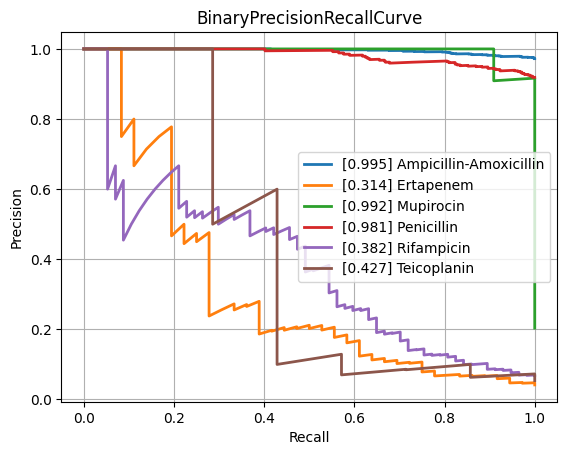 BinaryPrecisionRecallCurve
1.0
0.8
0.6
0.4
0.2
0.0
Precision
[0.995] Ampicillin-Amoxicillin
[0.314] Ertapenem
[0.992] Mupirocin
[0.981] Penicillin
[0.382] Rifampicin
[0.427] Teicoplanin
0.0 0.2 0.4 0.6 0.8 1.0
Recall